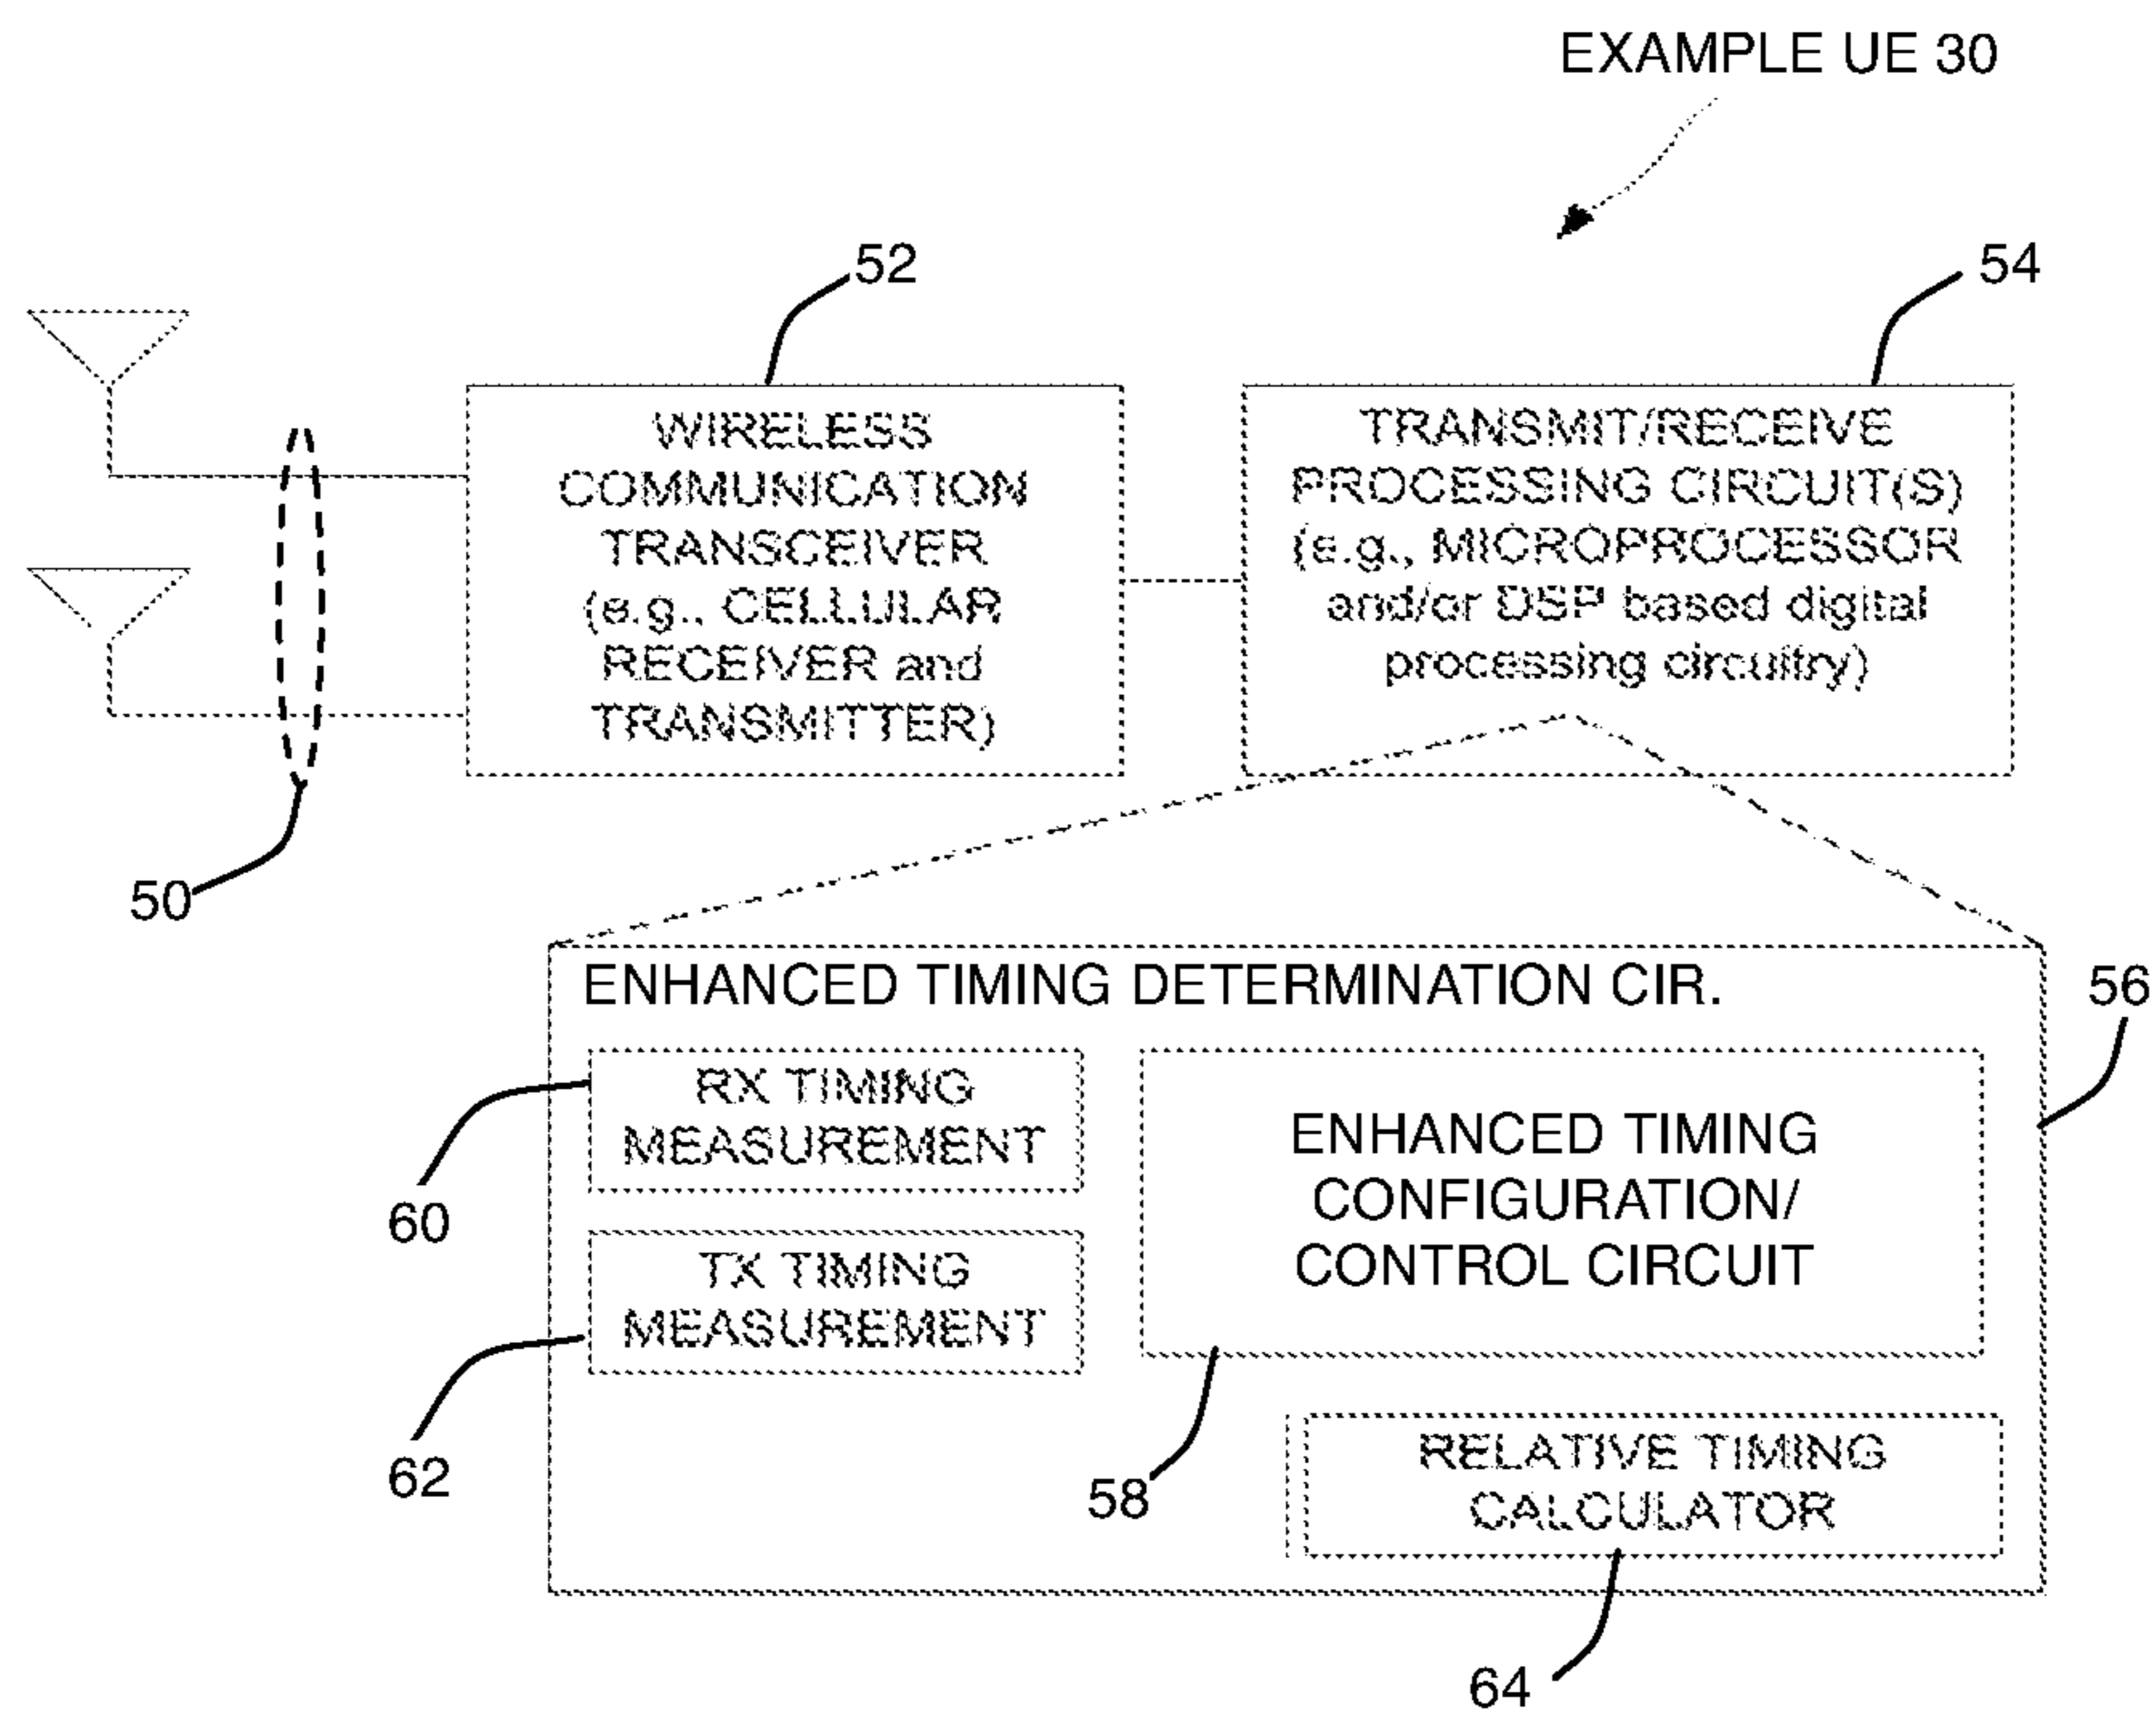 EXAMPLE UE 30
52
54
WIRELESS
COMMUNICATION
TRANSCEIVER
(e.g., CELLULAR
RECEIVER and
TRANSMITTER)
TRANSMIT/RECEIVE
PROCESSING CIRCUIT(S)
(e.g., MICROPROCESSOR
and/or DSP based digital
processing circuitry)
50
ENHANCED TIMING DETERMINATION CIR.
56
RX TIMING
MEASUREMENT
60
TX TIMING
MEASUREMENT
62
ENHANCED TIMING
CONFIGURATION/
CONTROL CIRCUIT
58
RELATIVE TIMING
CALCULATOR
64